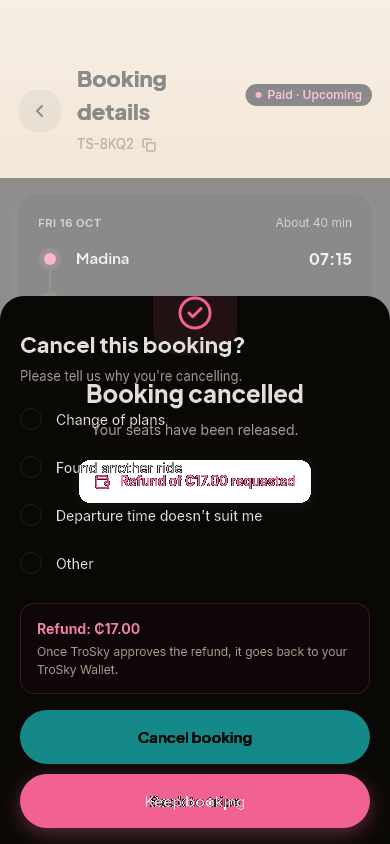 Booking
details
Paid · Upcoming
TS-8KQ2
FRI 16 OCT
About 40 min
Madina
07:15
Cancel this booking?
Please tell us why you're cancelling.
Booking cancelled
Change of plans
Your seats have been released.
Found another ride
Refund of ₵17.00 requested
Departure time doesn't suit me
Other
Refund: ₵17.00
Once TroSky approves the refund, it goes back to your
TroSky Wallet.
Cancel booking
Keep booking